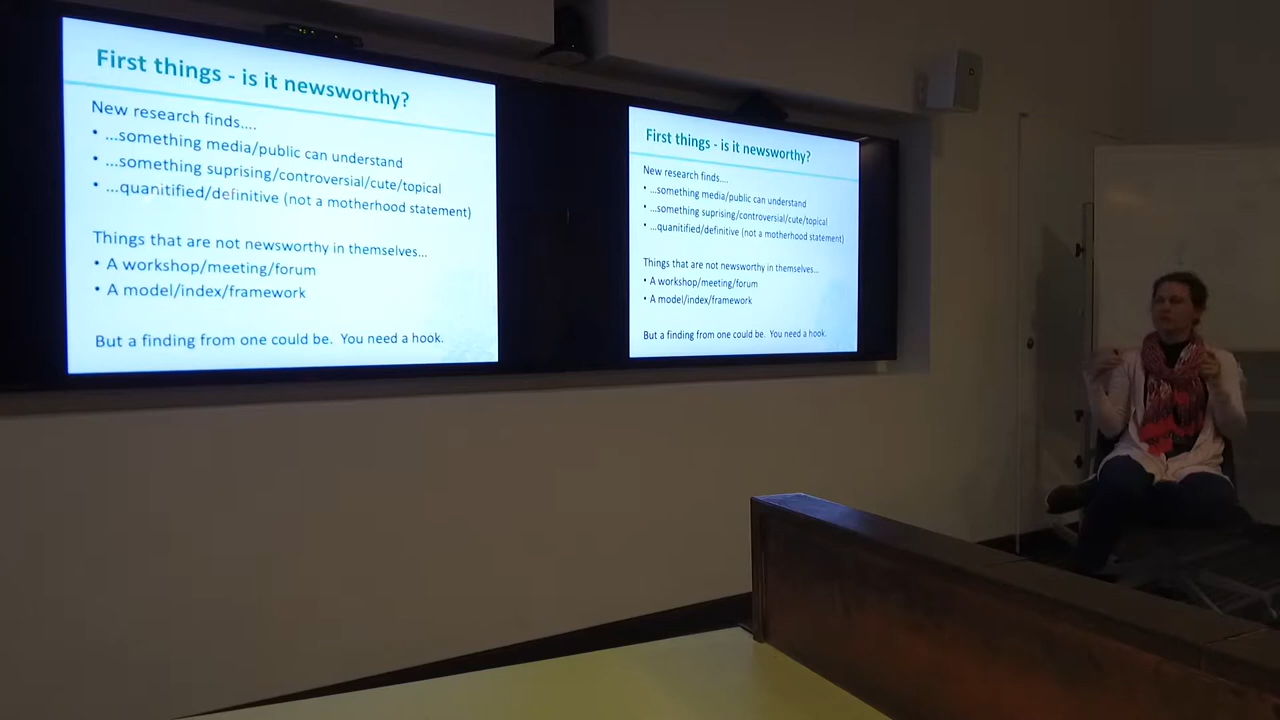 First things - is it newsworthy?
New research finds....
• ...something media/public can understand
• ...something suprising/controversial/cute/topical
• ...quanitified/definitive (not a motherhood statement)
Things that are not newsworthy in themselves...
• A workshop/meeting/forum
• A model/index/framework
But a finding from one could be. You need a hook.
First things - is it newsworthy?
New research finds....
• ...something media/public can understand
• ...something suprising/controversial/cute/topical
• ...quanitified/definitive (not a motherhood statement)
Things that are not newsworthy in themselves...
• A workshop/meeting/forum
• A model/index/framework
But a finding from one could be. You need a hook.